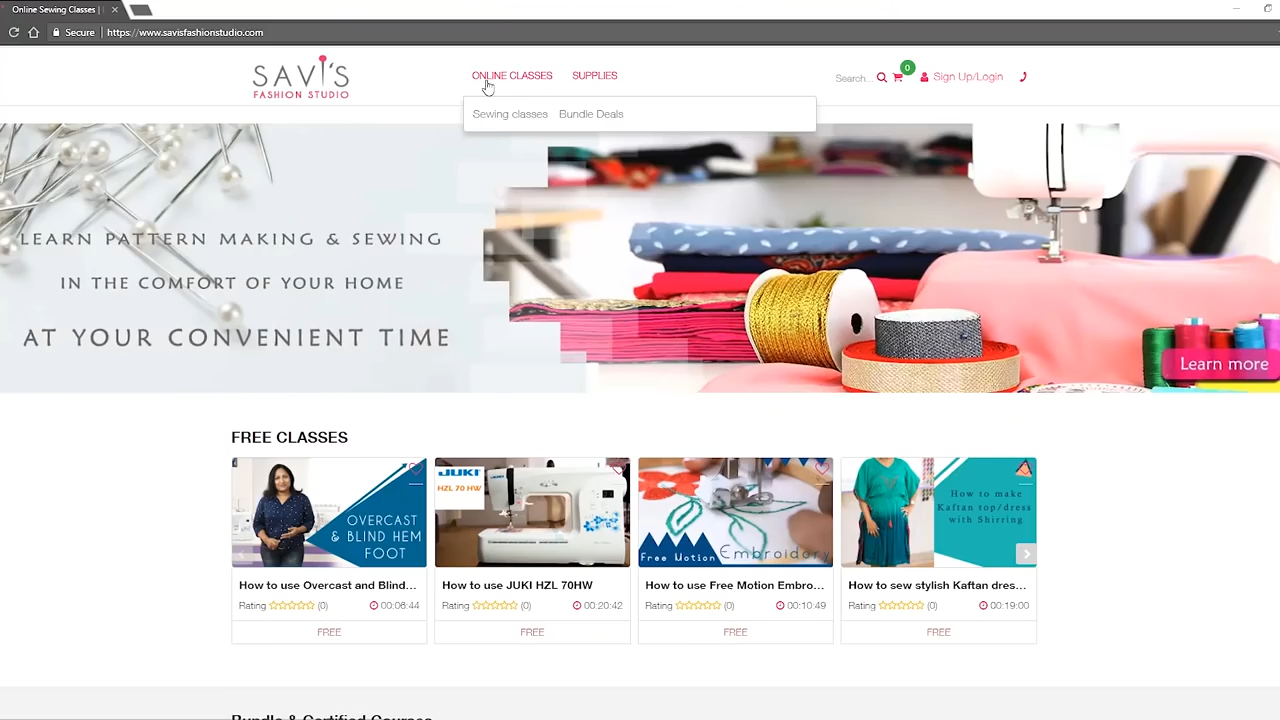 Online Sewing Classes |
Secure
https://www.savisfashionstudio.com
SAVI'S
FASHION STUDIO
ONLINE CLASSES
SUPPLIES
Search...
0
Sign Up/Login
Sewing classes
Bundle Deals
LEARN PATTERN MAKING & SEWING
IN THE COMFORT OF YOUR HOME
AT YOUR CONVENIENT TIME
Learn more
FREE CLASSES
OVERCAST
& BLIND HEM
FOOT
How to use Overcast and Blind...
Rating (0) 00:08:44
FREE
JUKI
HZL 70 HW
How to use JUKI HZL 70HW
Rating (0) 00:20:42
FREE
Free Motion Embroidery
How to use Free Motion Embro...
Rating (0) 00:10:49
FREE
How to make
Kaftan top/dress
with Shirring
How to sew stylish Kaftan dres...
Rating (0) 00:19:00
FREE
Bundle & Certified Courses